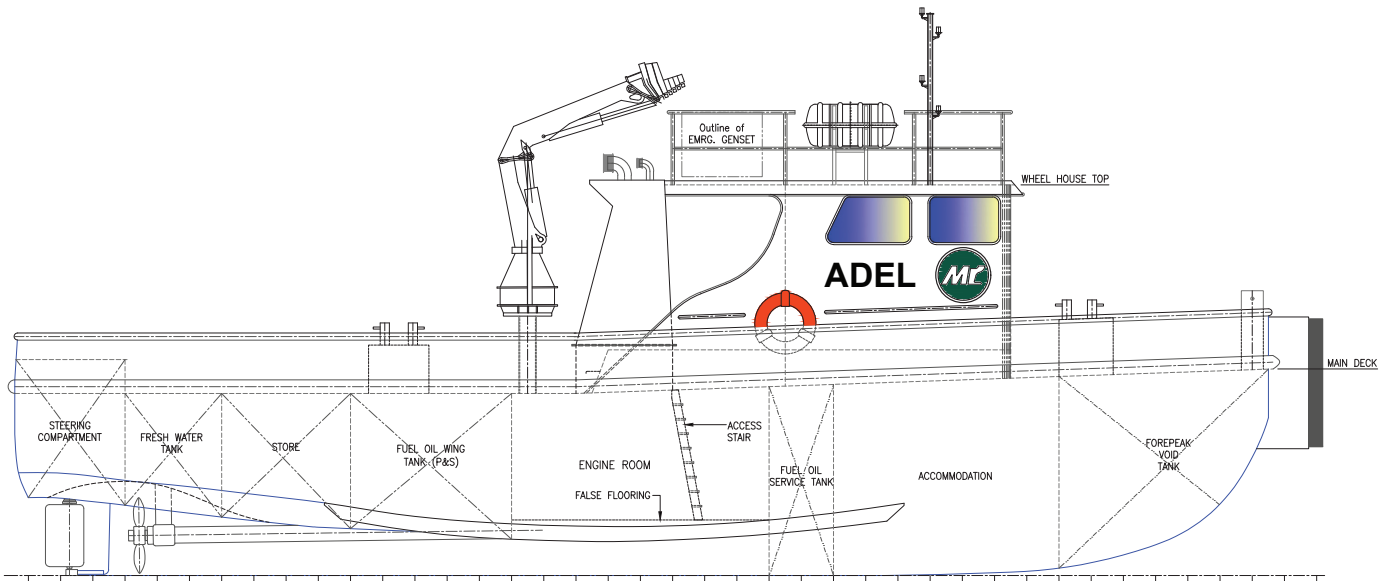 Outline of
EMRG. GENSET
WHEEL HOUSE TOP
ADEL
MC
MAIN DECK
STEERING
COMPARTMENT
FRESH WATER
TANK
STORE
FUEL OIL WING
TANK (P&S)
ENGINE ROOM
ACCESS
STAIR
FALSE FLOORING
FUEL OIL
SERVICE TANK
ACCOMMODATION
FOREPEAK
VOID
TANK